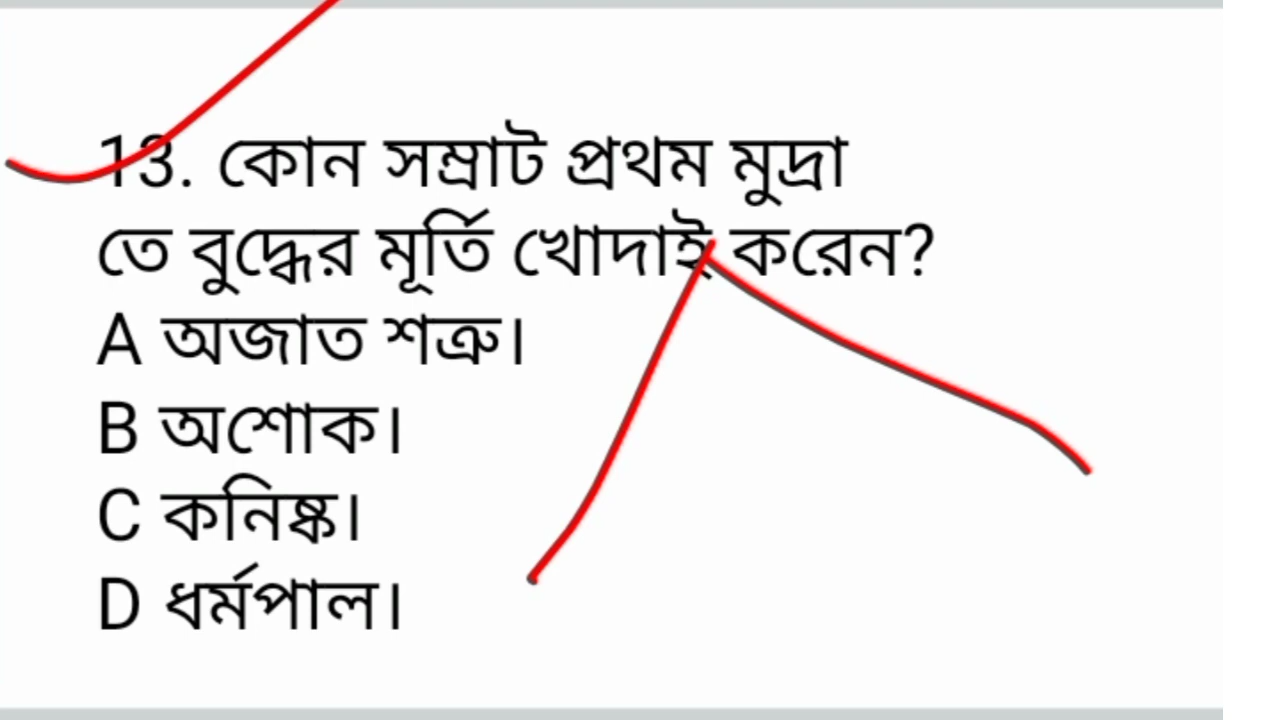 13. কোন সম্রাট প্রথম মুদ্রা
তে বুদ্ধের মূর্তি খোদাই করেন?
A অজাত শত্রু।
B অশোক।
C কনিষ্ক।
D ধর্মপাল।